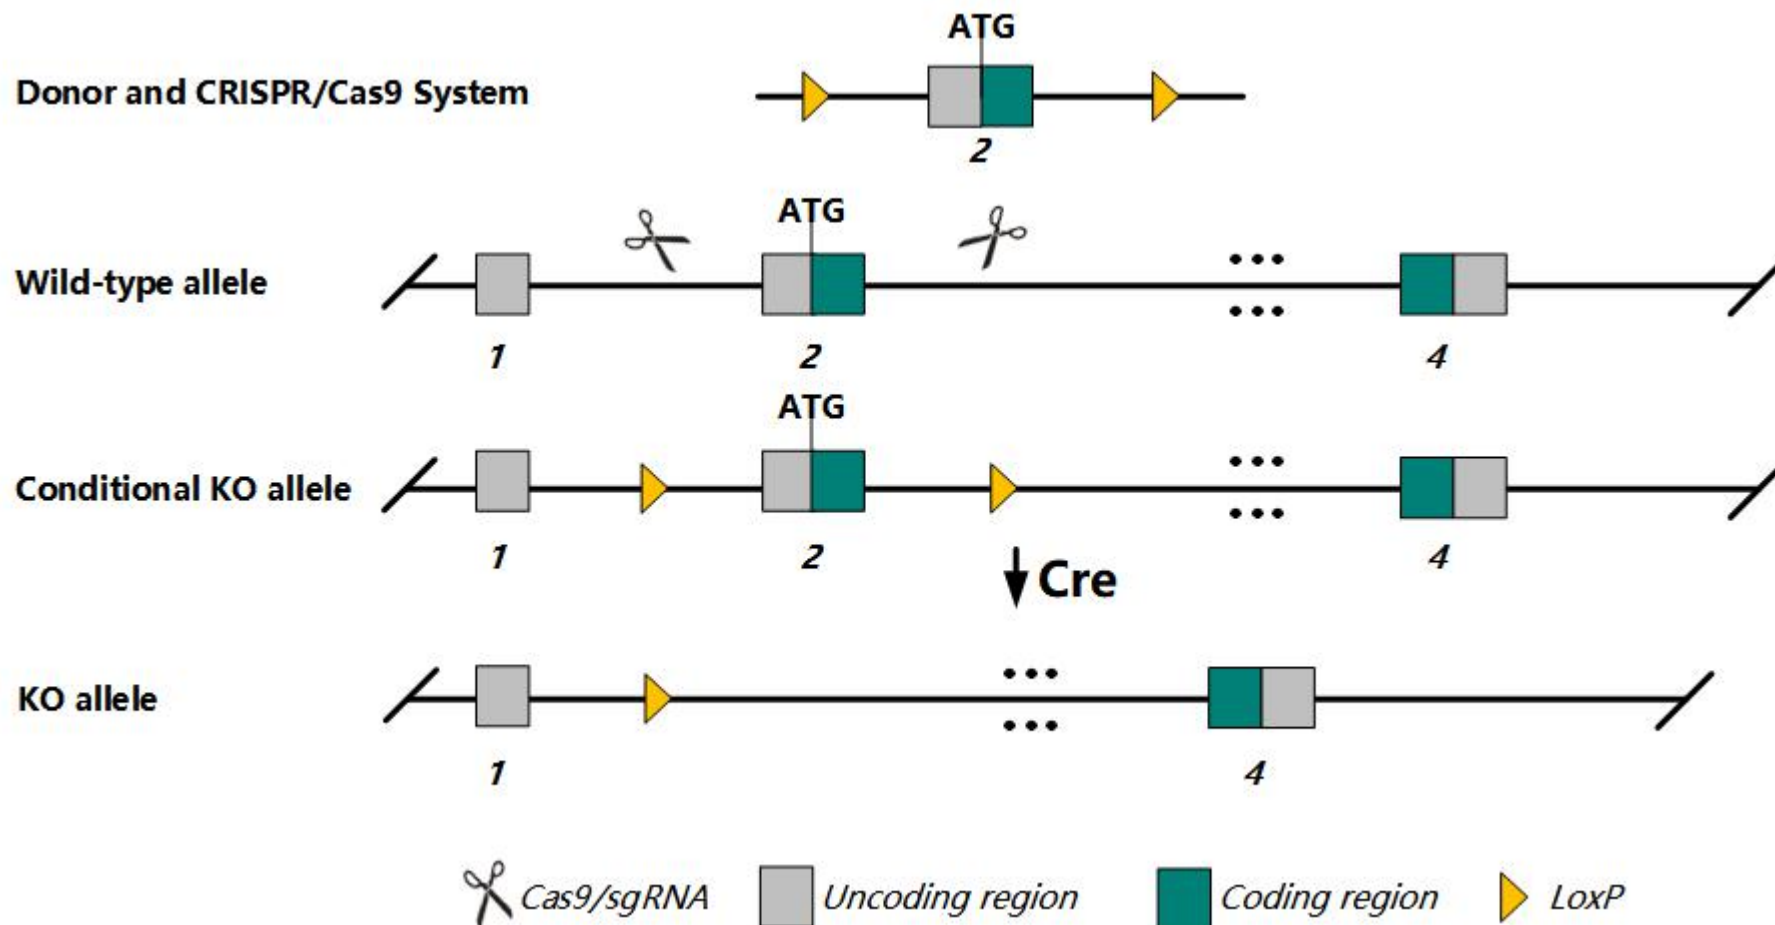 ATG
Donor and CRISPR/Cas9 System
2
ATG
Wild-type allele
1 2 4
ATG
Conditional KO allele
1 2 4
Cre
KO allele
1 4
Cas9/sgRNA Uncoding region Coding region LoxP